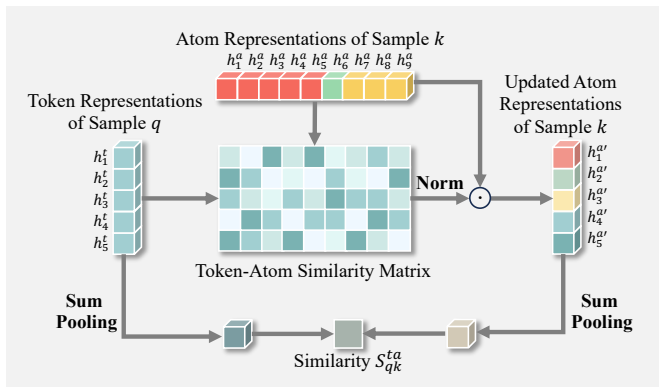 Atom Representations of Sample k
h₁ᵃ h₂ᵃ h₃ᵃ h₄ᵃ h₅ᵃ h₆ᵃ h₇ᵃ h₈ᵃ h₉ᵃ
Token Representations
of Sample q
h₁ᵗ
h₂ᵗ
h₃ᵗ
h₄ᵗ
h₅ᵗ
Updated Atom
Representations
of Sample k
h₁ᵃ′
h₂ᵃ′
h₃ᵃ′
h₄ᵃ′
h₅ᵃ′
Norm
Token-Atom Similarity Matrix
Sum
Pooling
Sum
Pooling
Similarity Sqkᵗᵃ